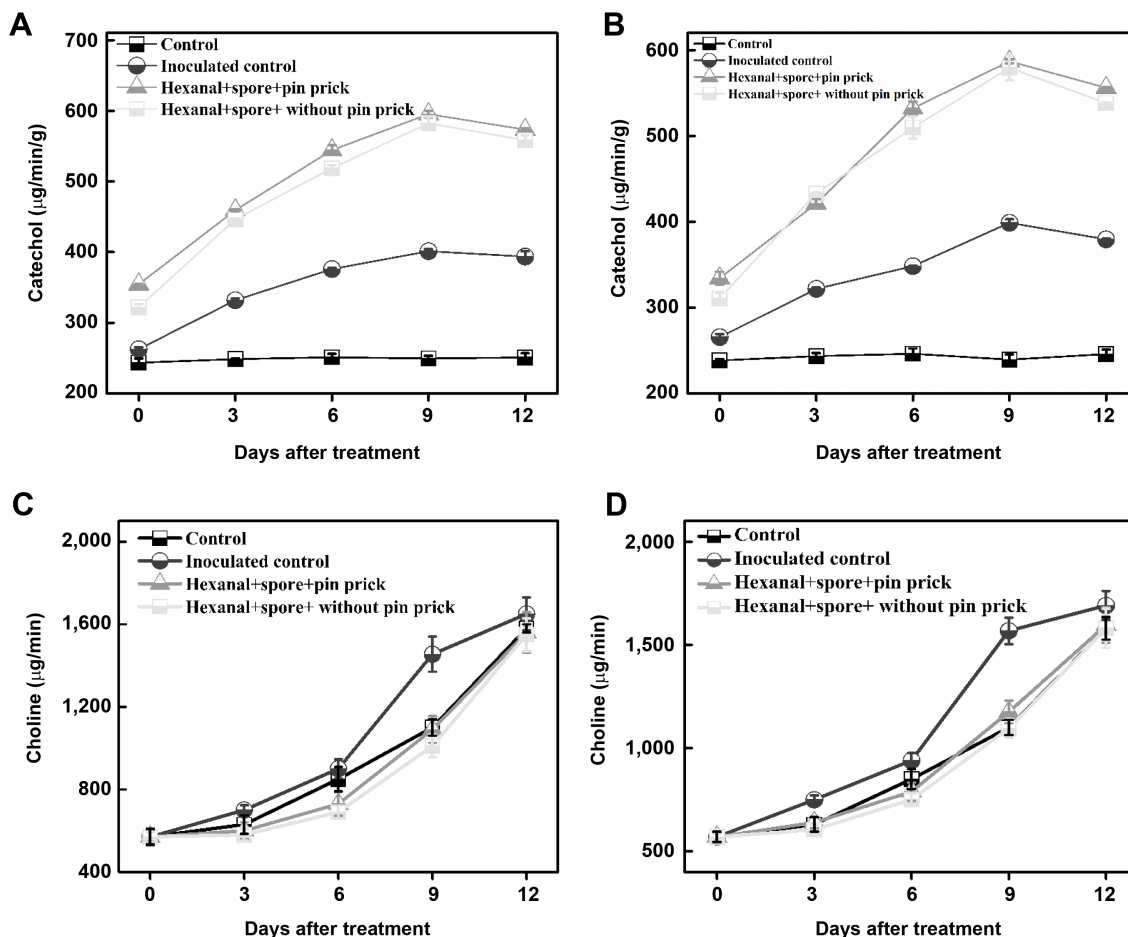 A
700
600
500
400
300
200
Catechol (μg/min/g)
Control
Inoculated control
Hexanal+spore+pin prick
Hexanal+spore+ without pin prick
0 3 6 9 12
Days after treatment
B
600
500
400
300
200
Catechol (μg/min/g)
Control
Inoculated control
Hexanal+spore+pin prick
Hexanal+spore+ without pin prick
0 3 6 9 12
Days after treatment
C
2,000
1,600
1,200
800
400
Choline (μg/min)
Control
Inoculated control
Hexanal+spore+pin prick
Hexanal+spore+ without pin prick
0 3 6 9 12
Days after treatment
D
2,000
1,500
1,000
500
Choline (μg/min)
Control
Inoculated control
Hexanal+spore+pin prick
Hexanal+spore+ without pin prick
0 3 6 9 12
Days after treatment